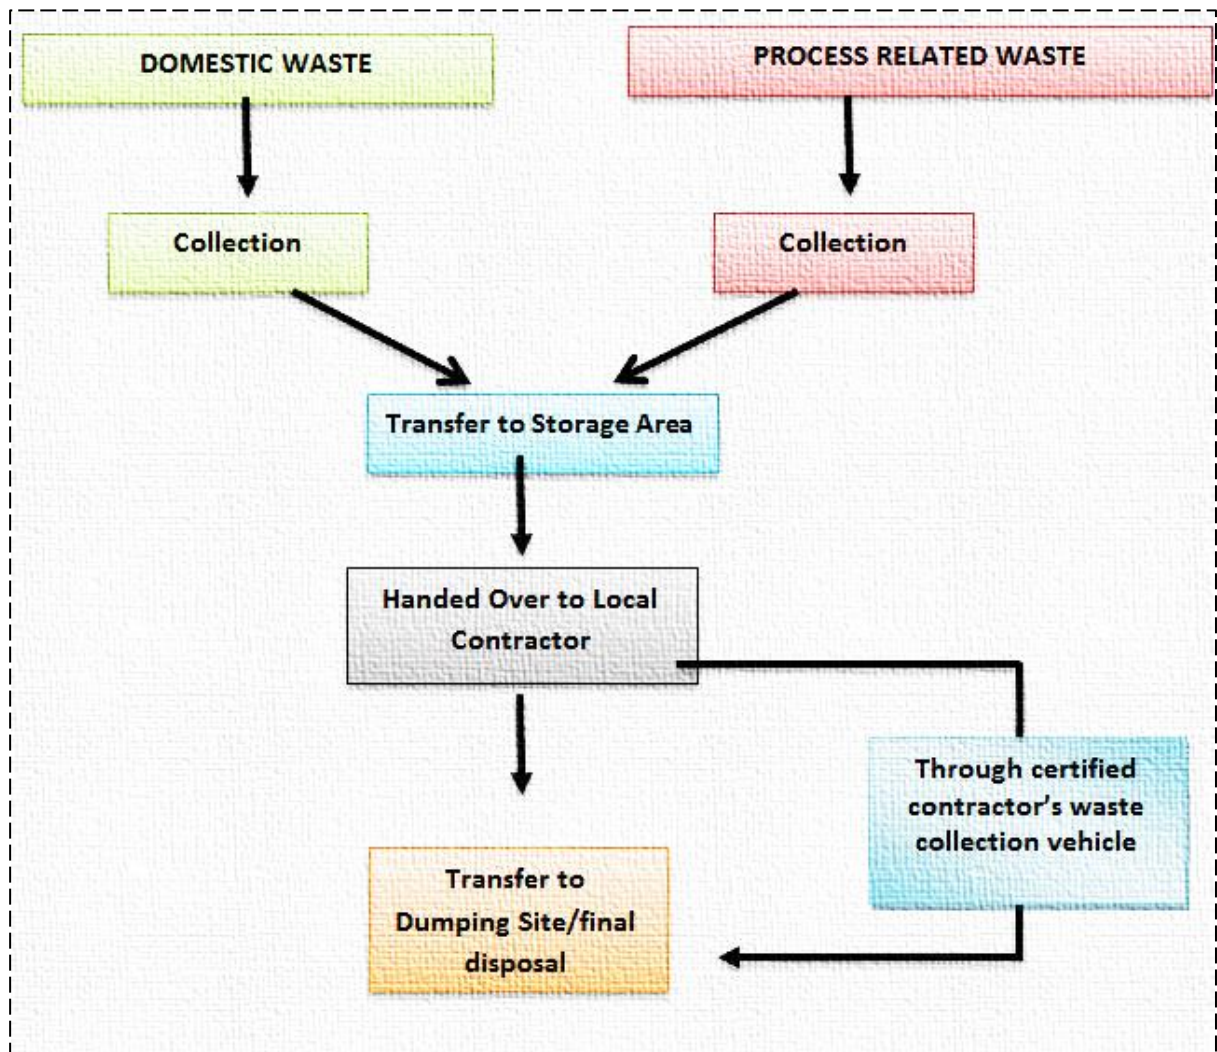 DOMESTIC WASTE
PROCESS RELATED WASTE
Collection
Collection
Transfer to Storage Area
Handed Over to Local
Contractor
Through certified
contractor’s waste
collection vehicle
Transfer to
Dumping Site/final
disposal